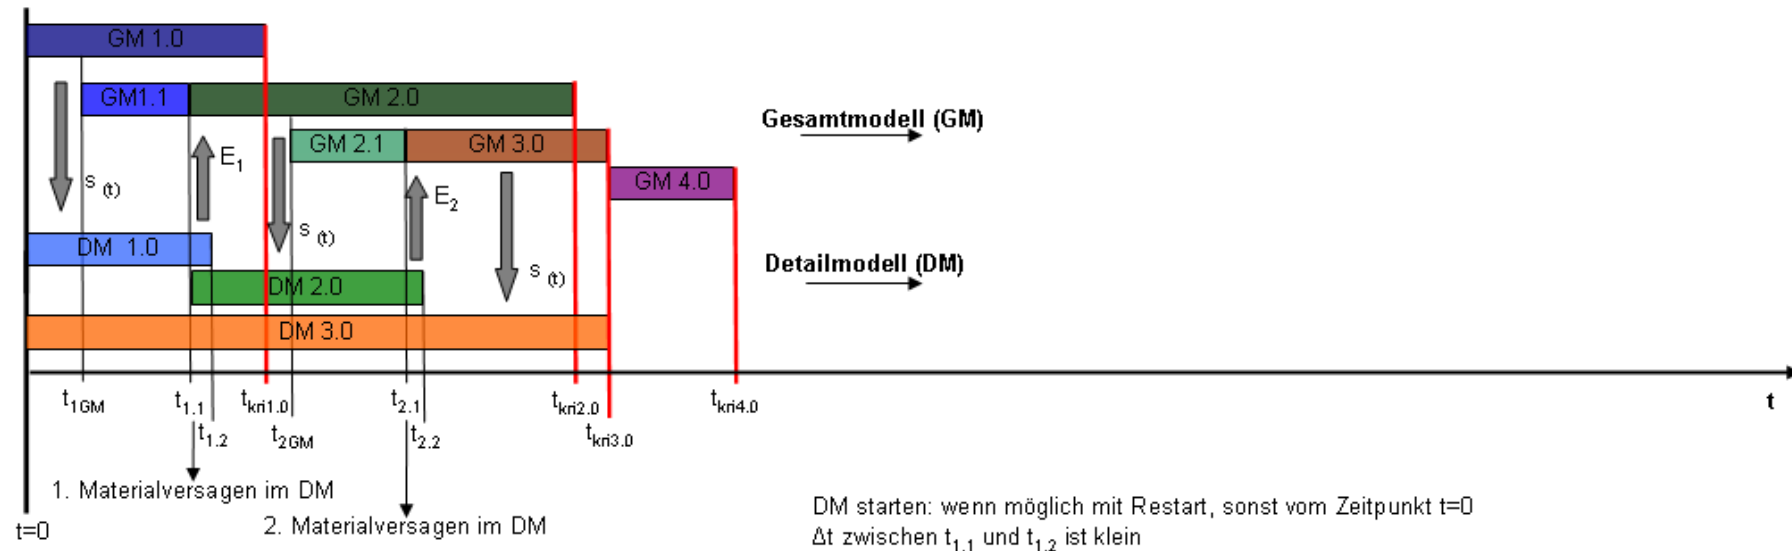 GM 1.0
GM1.1
GM 2.0
Gesamtmodell (GM)
GM 2.1
GM 3.0
E1
s (t)
GM 4.0
E2
s (t)
DM 1.0
Detailmodell (DM)
s (t)
DM 2.0
DM 3.0
t1GM t1.1 tkri1.0 t2.1 tkri2.0 tkri4.0 t
t1.2 t2GM t2.2 tkri3.0
1. Materialversagen im DM
t=0
2. Materialversagen im DM
DM starten: wenn möglich mit Restart, sonst vom Zeitpunkt t=0
Δt zwischen t1.1 und t1.2 ist klein